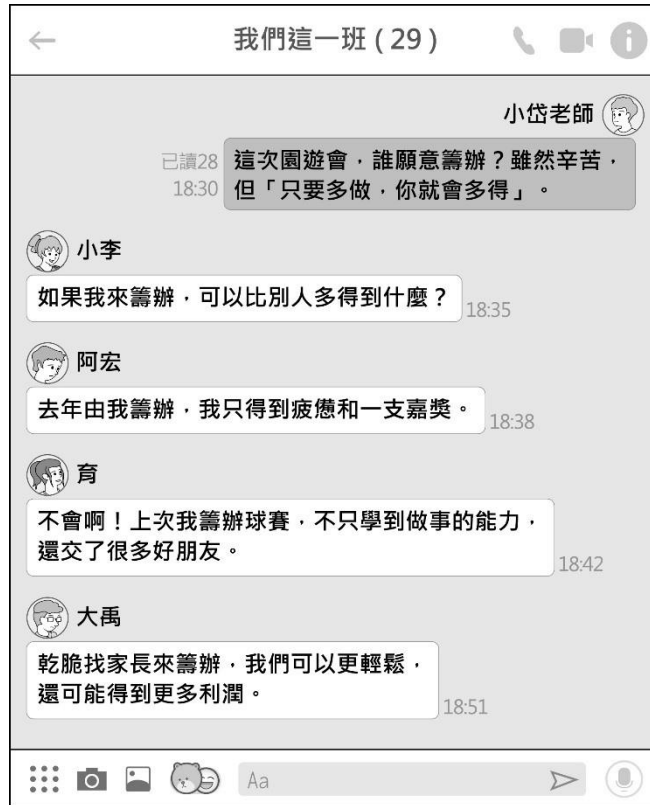 我們這一班（29）
小岱老師
已讀28
18:30
這次園遊會，誰願意籌辦？雖然辛苦，
但「只要多做，你就會多得」。
小李
如果我來籌辦，可以比別人多得到什麼？
18:35
阿宏
去年由我籌辦，我只得到疲憊和一支嘉獎。
18:38
育
不會啊！上次我籌辦球賽，不只學到做事的能力，
還交了很多好朋友。
18:42
大禹
乾脆找家長來籌辦，我們可以更輕鬆，
還可能得到更多利潤。
18:51
Aa